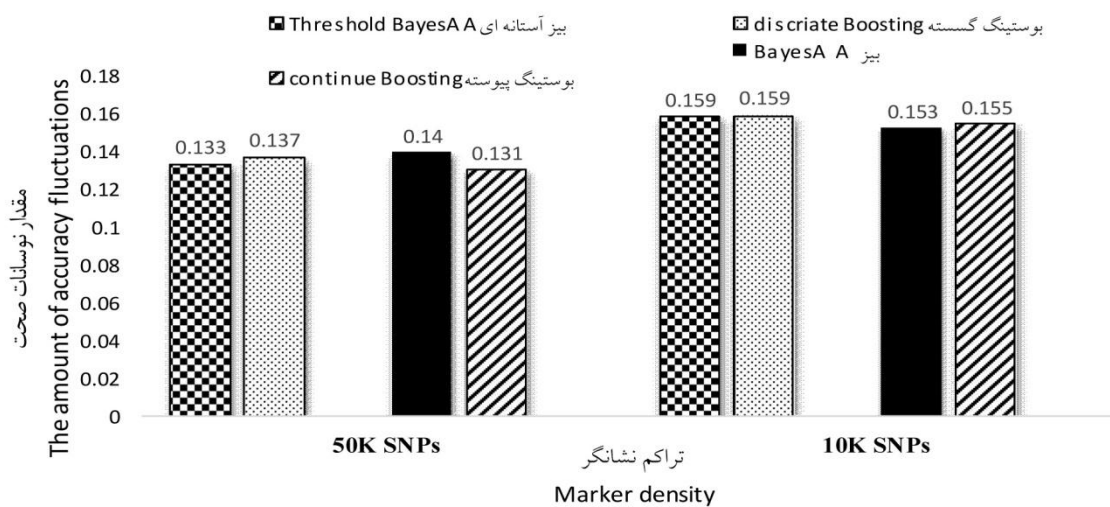 Threshold BayesA A بیز آستانه ای
discriate Boosting بوستینگ گسسته
BayesA A بیز
continue Boosting بوستینگ پیوسته
مقدار نوسانات صحت
The amount of accuracy fluctuations
0.18
0.16
0.14
0.12
0.1
0.08
0.06
0.04
0.02
0
0.133
0.137
0.14
0.131
0.159
0.159
0.153
0.155
50K SNPs
10K SNPs
تراکم نشانگر
Marker density